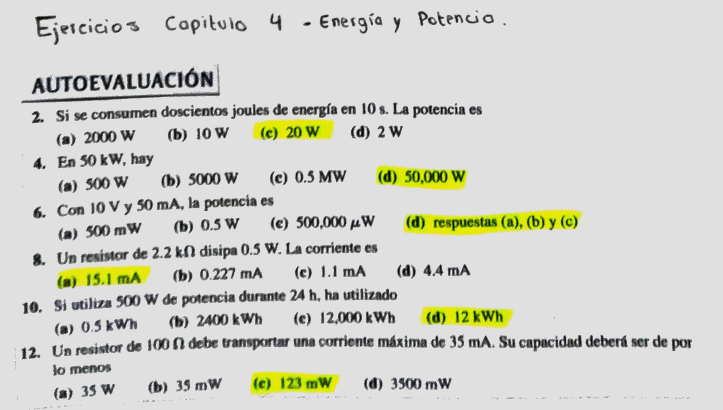 Ejercicios Capitulo 4 - Energía y Potencia.
AUTOEVALUACIÓN
2. Si se consumen doscientos joules de energía en 10 s. La potencia es
(a) 2000 W (b) 10 W (c) 20 W (d) 2 W
4. En 50 kW, hay
(a) 500 W (b) 5000 W (c) 0.5 MW (d) 50,000 W
6. Con 10 V y 50 mA, la potencia es
(a) 500 mW (b) 0.5 W (c) 500,000 μW (d) respuestas (a), (b) y (c)
8. Un resistor de 2.2 kΩ disipa 0.5 W. La corriente es
(a) 15.1 mA (b) 0.227 mA (c) 1.1 mA (d) 4.4 mA
10. Si utiliza 500 W de potencia durante 24 h, ha utilizado
(a) 0.5 kWh (b) 2400 kWh (c) 12,000 kWh (d) 12 kWh
12. Un resistor de 100 Ω debe transportar una corriente máxima de 35 mA. Su capacidad deberá ser de por
lo menos
(a) 35 W (b) 35 mW (c) 123 mW (d) 3500 mW